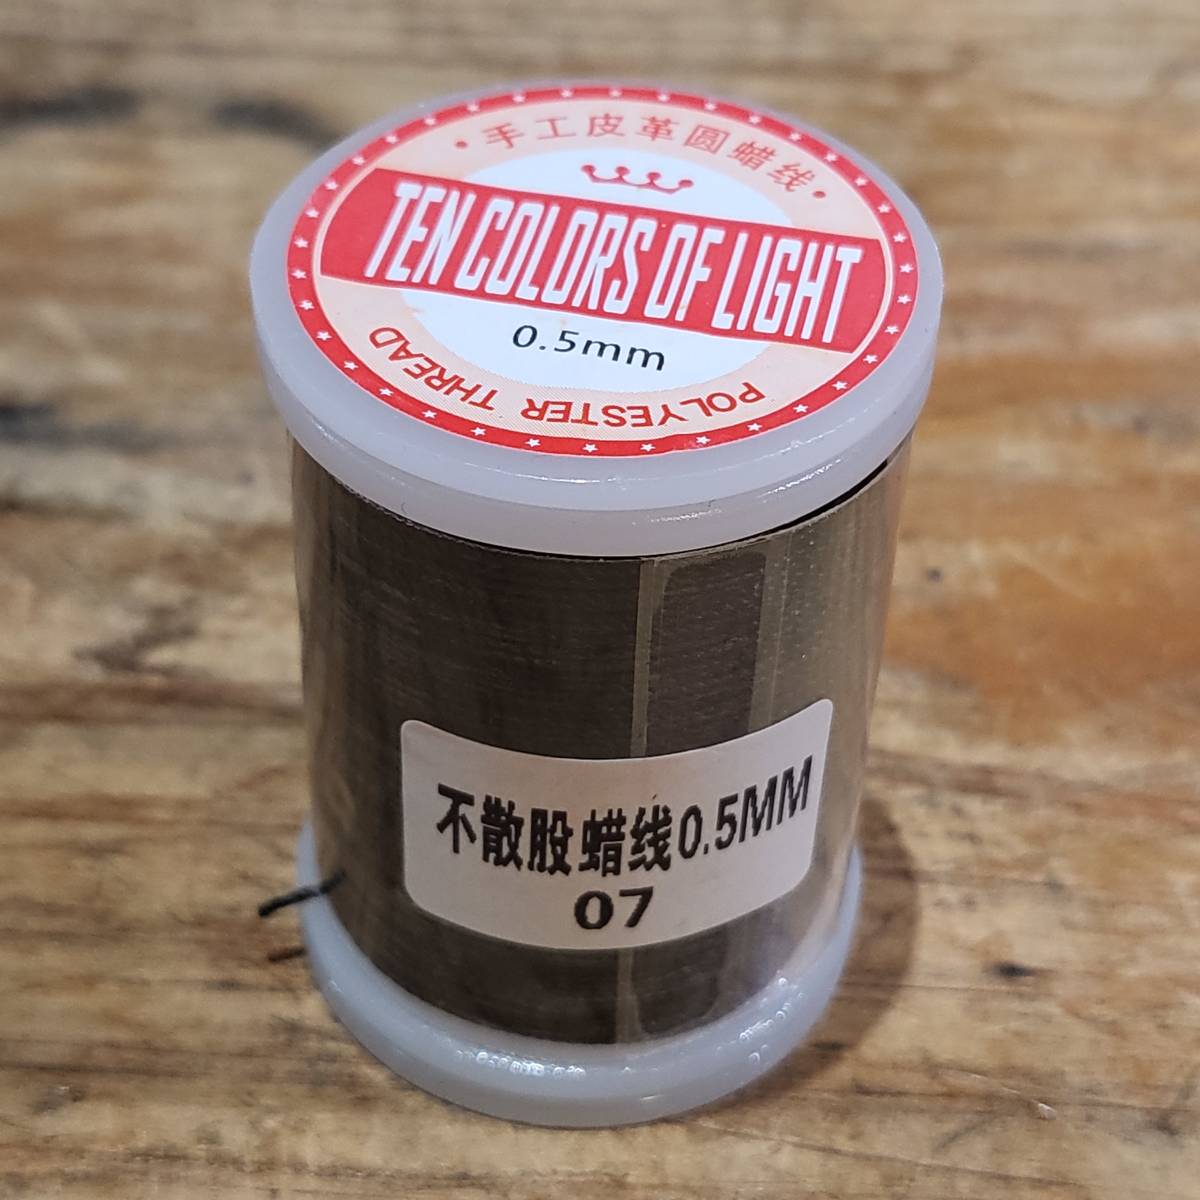 手工皮革圆蜡线
TEN COLORS OF LIGHT
0.5mm
POLYESTER THREAD
不散股蜡线0.5MM
07